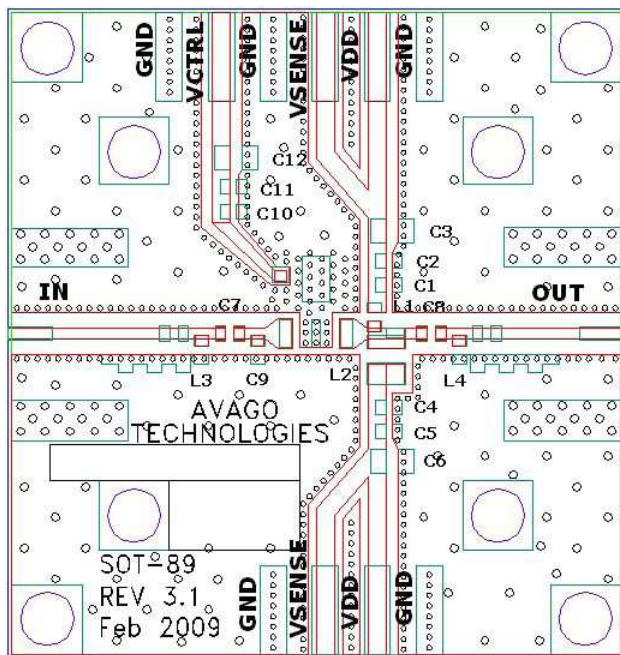 GND VCTRL GND VSENSE VDD GND
C12
C11
C10
C3
C2
C1
IN
OUT
C7
L1 C8
L3 C9 L2 L4
AVAGO
TECHNOLOGIES
C4
C5
C6
SOT-89
REV 3.1
Feb 2009
GND VSENSE VDD GND